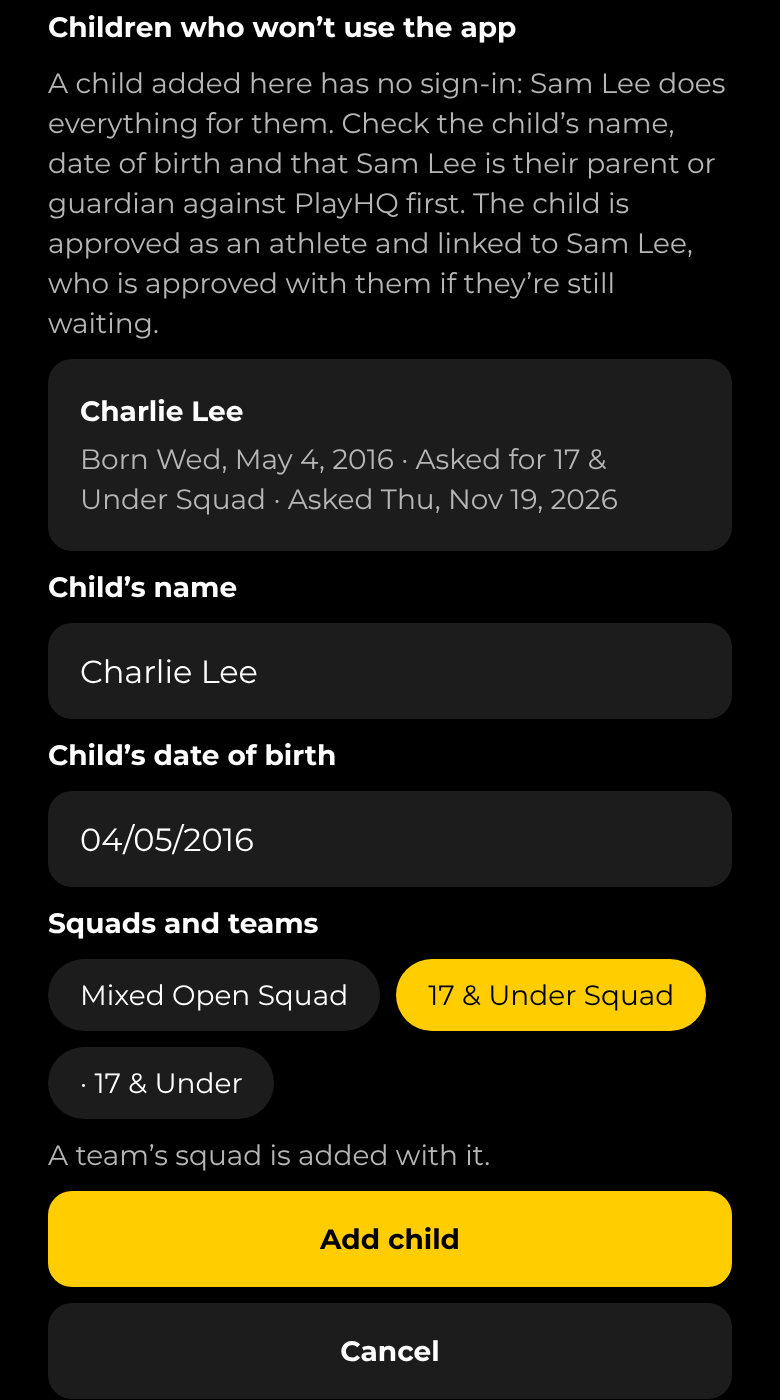 Children who won’t use the app
A child added here has no sign-in: Sam Lee does
everything for them. Check the child’s name,
date of birth and that Sam Lee is their parent or
guardian against PlayHQ first. The child is
approved as an athlete and linked to Sam Lee,
who is approved with them if they’re still
waiting.
Charlie Lee
Born Wed, May 4, 2016 · Asked for 17 &
Under Squad · Asked Thu, Nov 19, 2026
Child’s name
Charlie Lee
Child’s date of birth
04/05/2016
Squads and teams
Mixed Open Squad
17 & Under Squad
· 17 & Under
A team’s squad is added with it.
Add child
Cancel